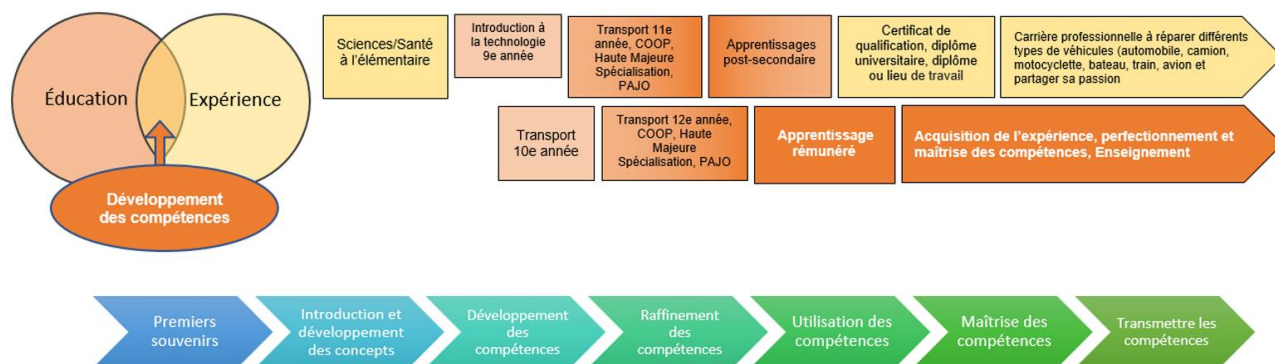 Éducation
Expérience
Développement
des compétences
Sciences/Santé
à l'élémentaire
Introduction à
la technologie
9e année
Transport 11e
année, COOP,
Haute Majeure
Spécialisation,
PAJO
Apprentissages
post-secondaire
Certificat de
qualification, diplôme
universitaire, diplôme
ou lieu de travail
Carrière professionnelle à réparer différents
types de véhicules (automobile, camion,
motocyclette, bateau, train, avion et
partager sa passion
Transport
10e année
Transport 12e année,
COOP, Haute
Majeure
Spécialisation, PAJO
Apprentissage
rémunéré
Acquisition de l'expérience, perfectionnement et
maîtrise des compétences, Enseignement
Premiers
souvenirs
Introduction et
développement
des concepts
Développement
des
compétences
Raffinement
des
compétences
Utilisation des
compétences
Maîtrise des
compétences
Transmettre les
compétences